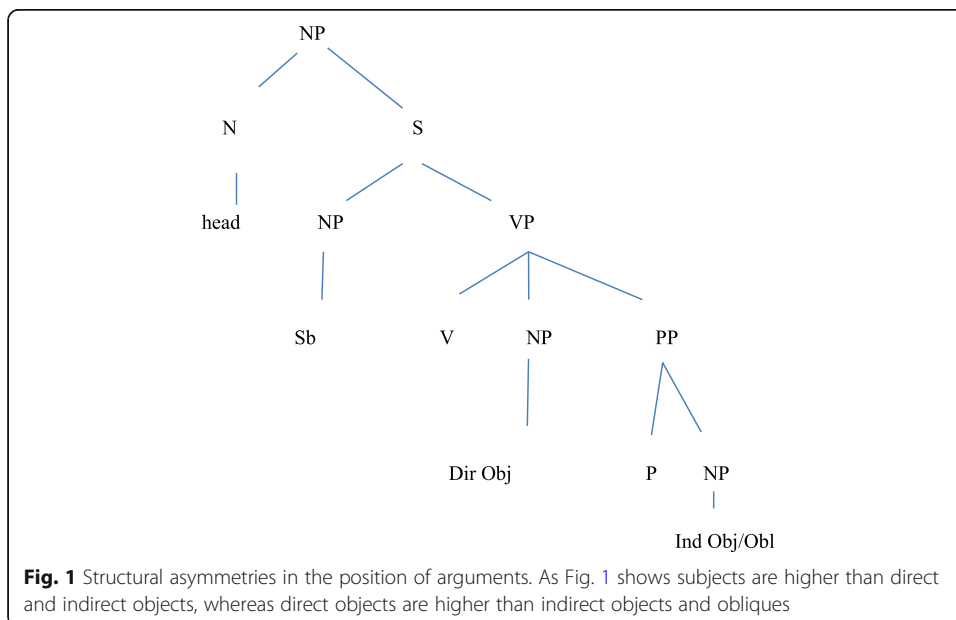 NP
N S
head NP VP
Sb V NP PP
Dir Obj P NP
Ind Obj/Obl
Fig. 1 Structural asymmetries in the position of arguments. As Fig. 1 shows subjects are higher than direct
and indirect objects, whereas direct objects are higher than indirect objects and obliques